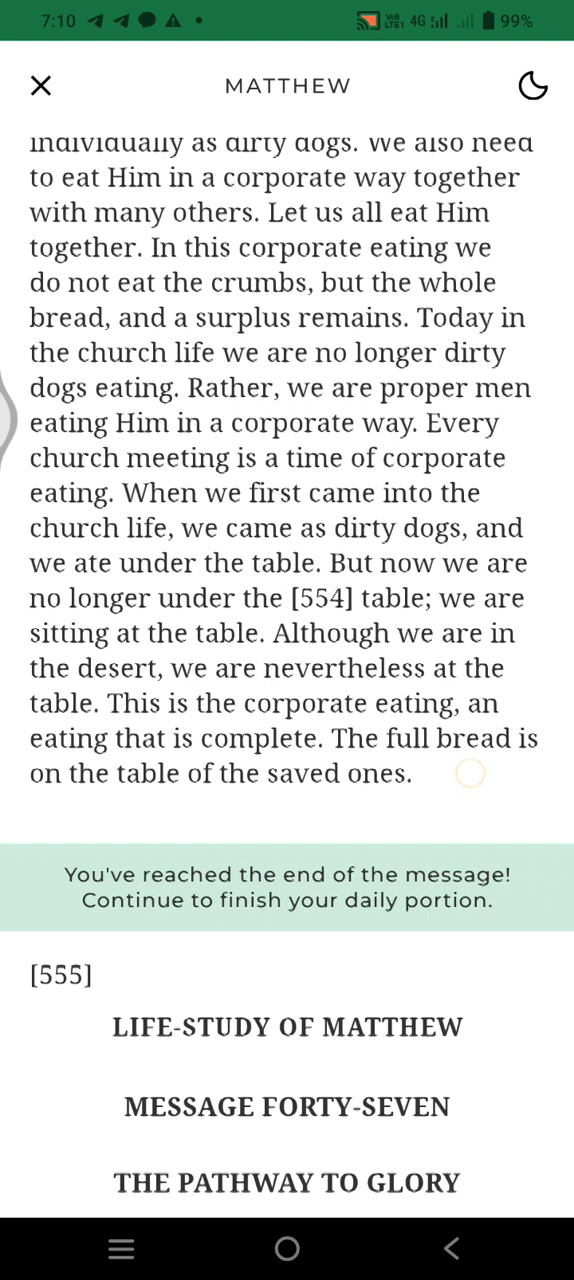 7:10
VoO LTE1 4G 99%
MATTHEW
individually as dirty dogs. We also need
to eat Him in a corporate way together
with many others. Let us all eat Him
together. In this corporate eating we
do not eat the crumbs, but the whole
bread, and a surplus remains. Today in
the church life we are no longer dirty
dogs eating. Rather, we are proper men
eating Him in a corporate way. Every
church meeting is a time of corporate
eating. When we first came into the
church life, we came as dirty dogs, and
we ate under the table. But now we are
no longer under the [554] table; we are
sitting at the table. Although we are in
the desert, we are nevertheless at the
table. This is the corporate eating, an
eating that is complete. The full bread is
on the table of the saved ones.
You've reached the end of the message!
Continue to finish your daily portion.
[555]
LIFE-STUDY OF MATTHEW
MESSAGE FORTY-SEVEN
THE PATHWAY TO GLORY